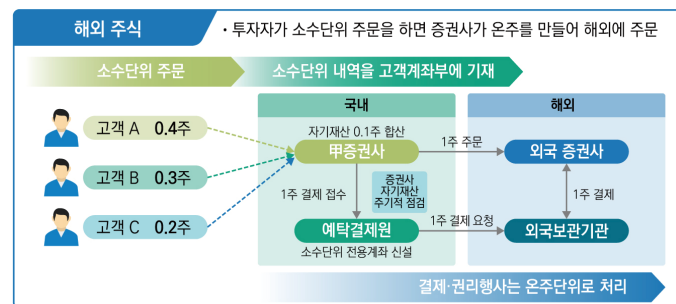 해외 주식
• 투자자가 소수단위 주문을 하면 증권사가 온주를 만들어 해외에 주문
소수단위 주문
소수단위 내역을 고객계좌부에 기재
국내
해외
고객 A 0.4주
고객 B 0.3주
고객 C 0.2주
자기재산 0.1주 합산
甲증권사
1주 주문
외국 증권사
1주 결제 접수
증권사
자기재산
주기적 점검
1주 결제
예탁결제원
1주 결제 요청
외국보관기관
소수단위 전용계좌 신설
결제·권리행사는 온주단위로 처리